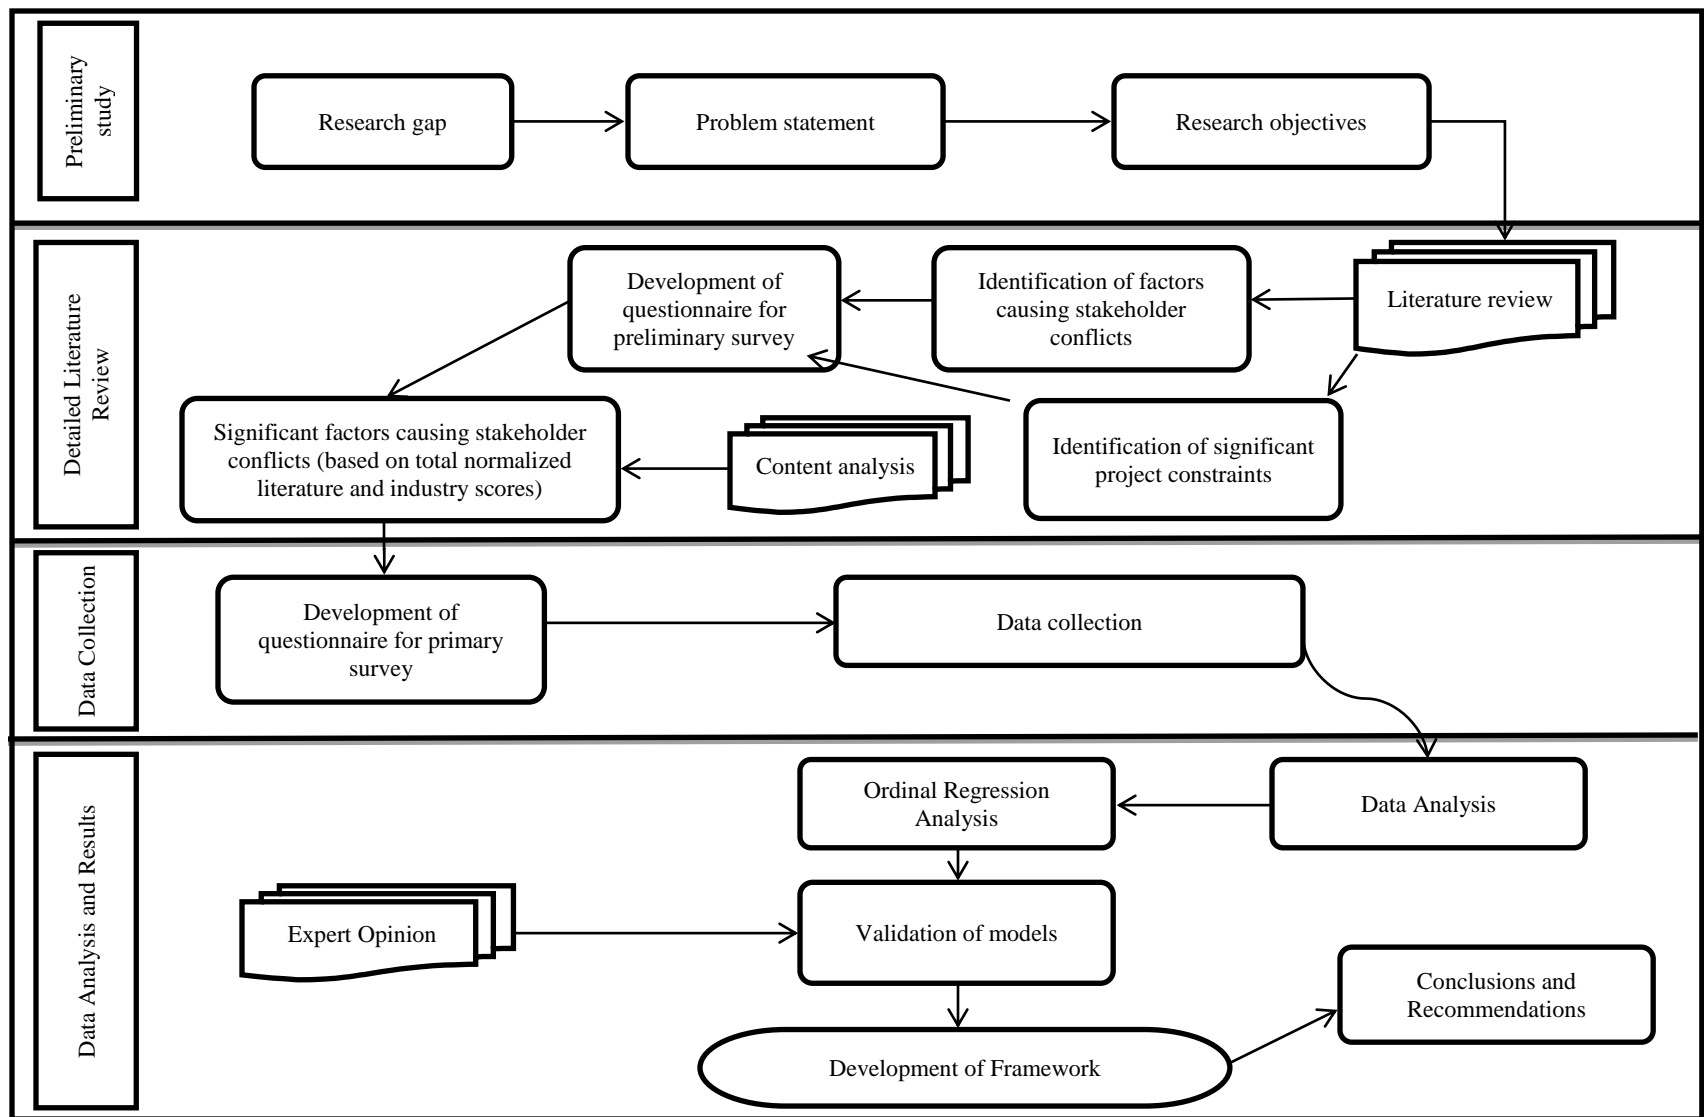 Preliminary
study
Research gap
Problem statement
Research objectives
Detailed Literature
Review
Development of
questionnaire for
preliminary survey
Identification of factors
causing stakeholder
conflicts
Literature review
Significant factors causing stakeholder
conflicts (based on total normalized
literature and industry scores)
Content analysis
Identification of significant
project constraints
Data Collection
Development of
questionnaire for primary
survey
Data collection
Data Analysis and Results
Ordinal Regression
Analysis
Data Analysis
Expert Opinion
Validation of models
Conclusions and
Recommendations
Development of Framework